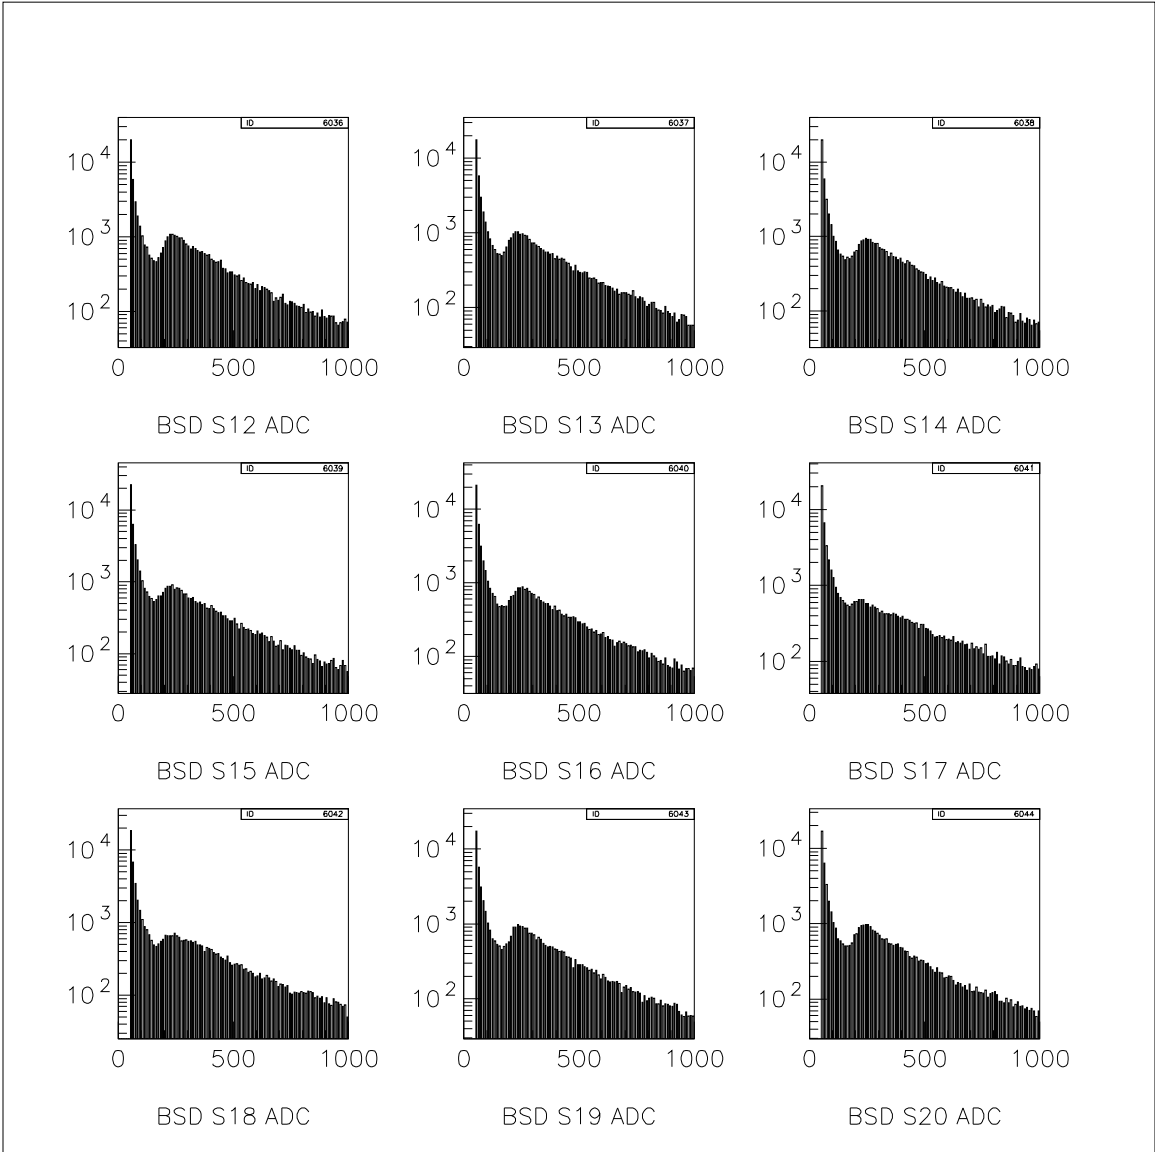 ID 6036
ID 6037
ID 6038
10^4
10^3
10^2
0 500 1000
10^4
10^3
10^2
0 500 1000
10^4
10^3
10^2
0 500 1000
BSD S12 ADC
BSD S13 ADC
BSD S14 ADC
ID 6039
ID 6040
ID 6041
10^4
10^3
10^2
0 500 1000
10^4
10^3
10^2
0 500 1000
10^4
10^3
10^2
0 500 1000
BSD S15 ADC
BSD S16 ADC
BSD S17 ADC
ID 6042
ID 6043
ID 6044
10^4
10^3
10^2
0 500 1000
10^4
10^3
10^2
0 500 1000
10^4
10^3
10^2
0 500 1000
BSD S18 ADC
BSD S19 ADC
BSD S20 ADC